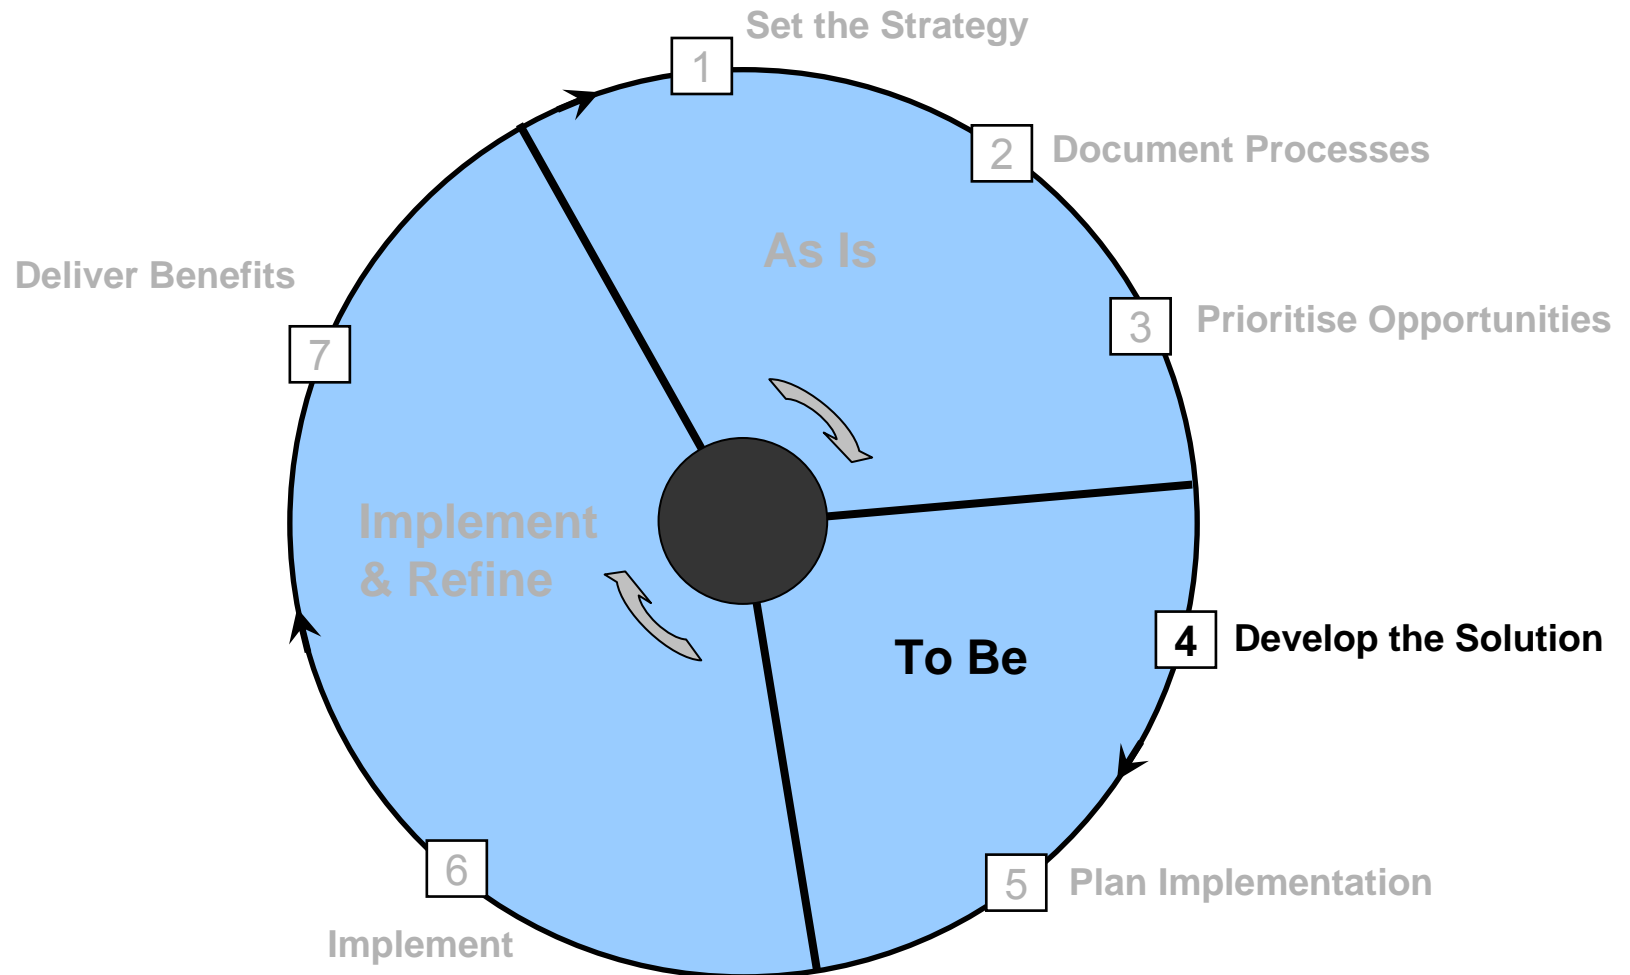 Set the Strategy
1
2
Document Processes
As Is
Deliver Benefits
3
Prioritise Opportunities
7
Implement
& Refine
4
Develop the Solution
To Be
6
5
Plan Implementation
Implement